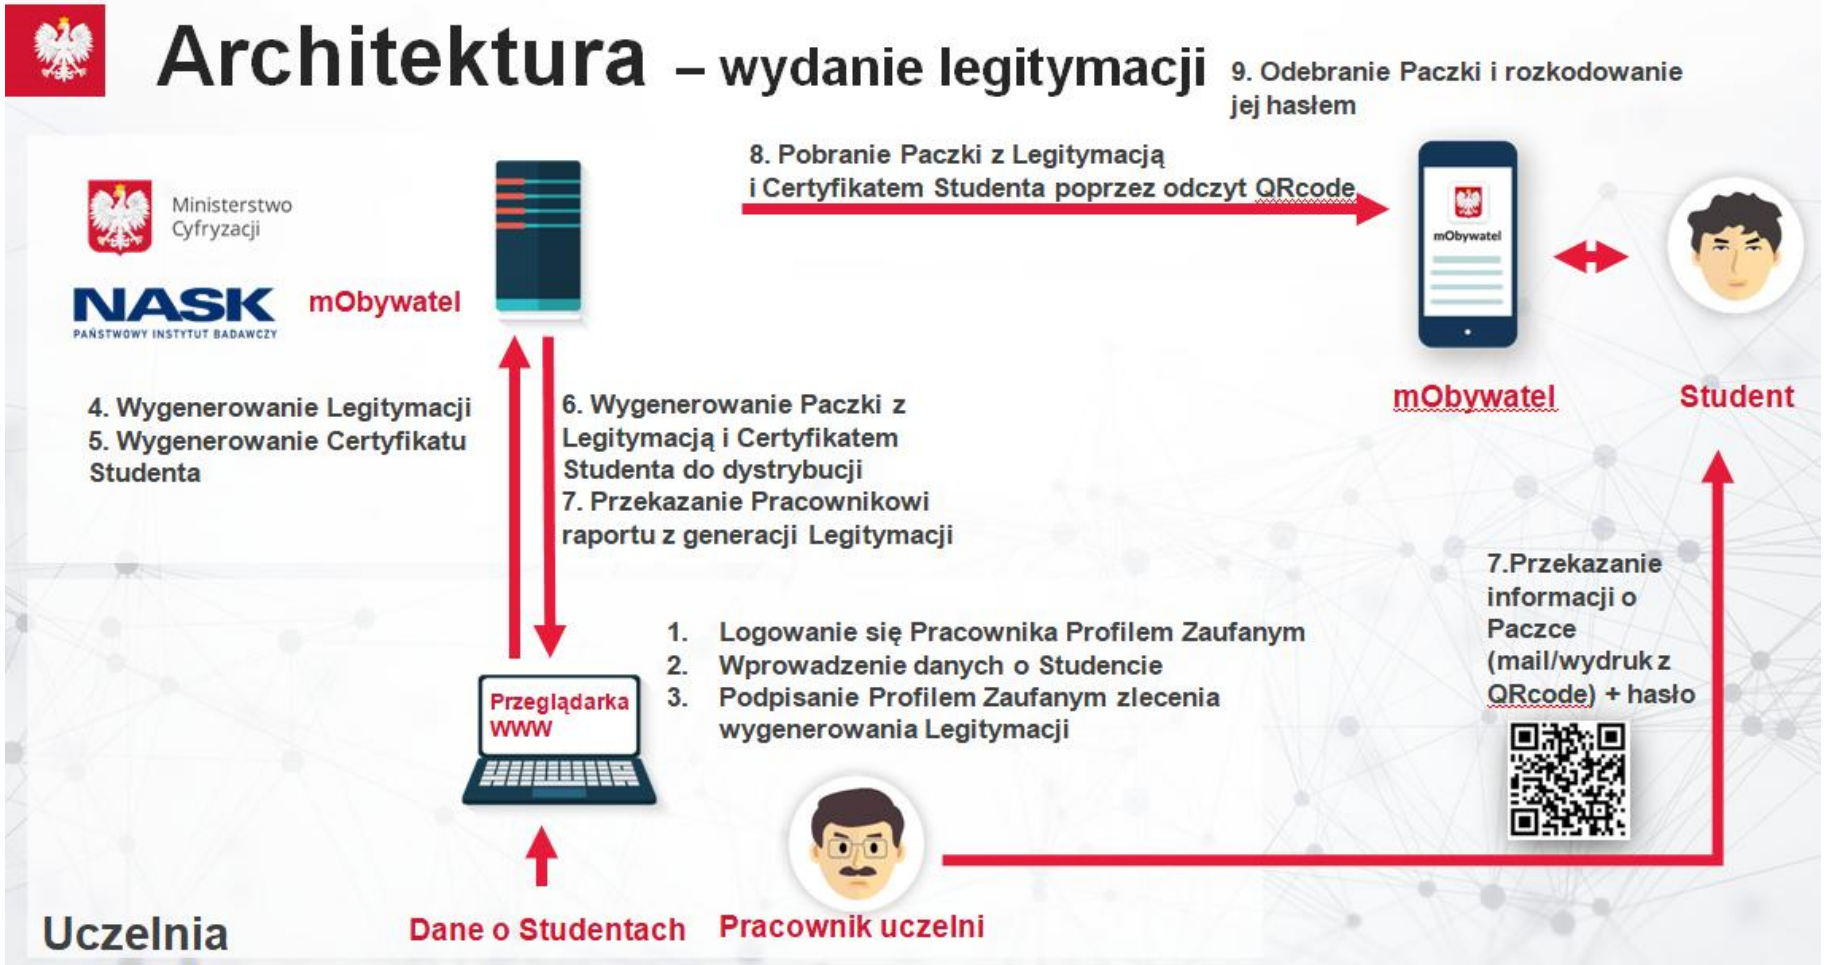 Architektura – wydanie legitymacji
9. Odebranie Paczki i rozkodowanie
jej hasłem
8. Pobranie Paczki z Legitymacją
i Certyfikatem Studenta poprzez odczyt QRcode
Ministerstwo
Cyfryzacji
NASK
PAŃSTWOWY INSTYTUT BADAWCZY
mObywatel
mObywatel
mObywatel
Student
4. Wygenerowanie Legitymacji
5. Wygenerowanie Certyfikatu
Studenta
6. Wygenerowanie Paczki z
Legitymacją i Certyfikatem
Studenta do dystrybucji
7. Przekazanie Pracownikowi
raportu z generacji Legitymacji
7.Przekazanie
informacji o
Paczce
(mail/wydruk z
QRcode) + hasło
1. Logowanie się Pracownika Profilem Zaufanym
2. Wprowadzenie danych o Studencie
3. Podpisanie Profilem Zaufanym zlecenia
wygenerowania Legitymacji
Przeglądarka
WWW
Uczelnia
Dane o Studentach
Pracownik uczelni